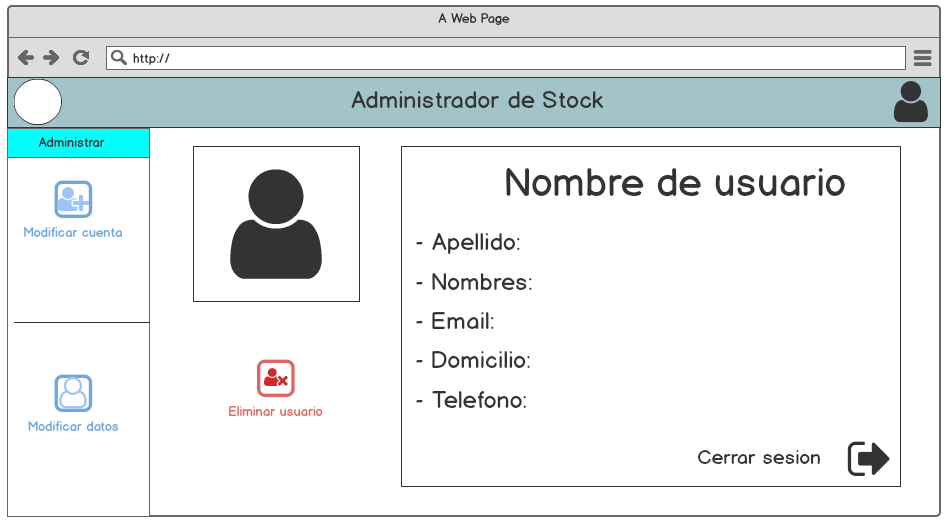 A Web Page
http://
Administrador de Stock
Administrar
Modificar cuenta
Modificar datos
Eliminar usuario
Nombre de usuario
- Apellido:
- Nombres:
- Email:
- Domicilio:
- Telefono:
Cerrar sesion